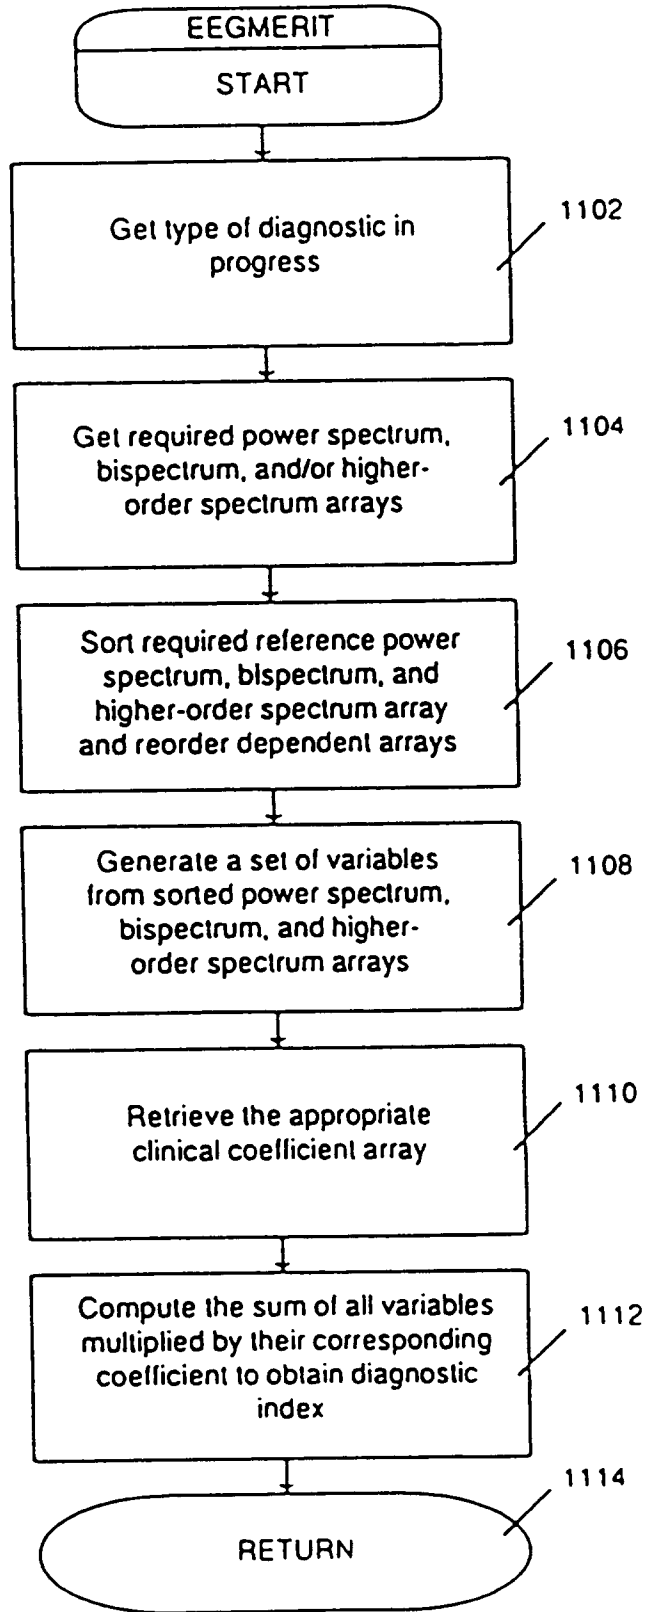 EEGMERIT
START
Get type of diagnostic in
progress
1102
Get required power spectrum,
bispectrum, and/or higher-
order spectrum arrays
1104
Sort required reference power
spectrum, bispectrum, and
higher-order spectrum array
and reorder dependent arrays
1106
Generate a set of variables
from sorted power spectrum,
bispectrum, and higher-
order spectrum arrays
1108
Retrieve the appropriate
clinical coefficient array
1110
Compute the sum of all variables
multiplied by their corresponding
coefficient to obtain diagnostic
index
1112
RETURN
1114